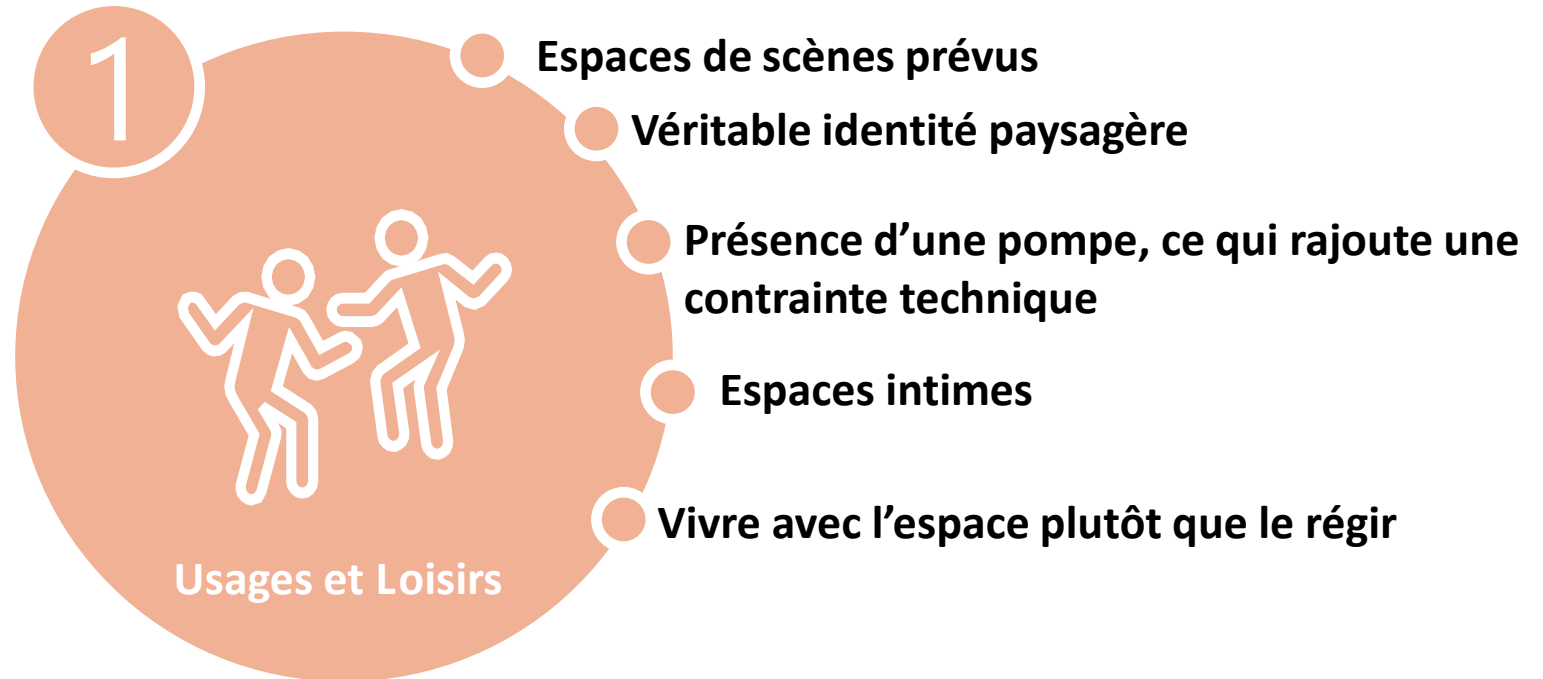 1
Espaces de scènes prévus
Véritable identité paysagère
Présence d’une pompe, ce qui rajoute une
contrainte technique
Espaces intimes
Vivre avec l’espace plutôt que le régir
Usages et Loisirs